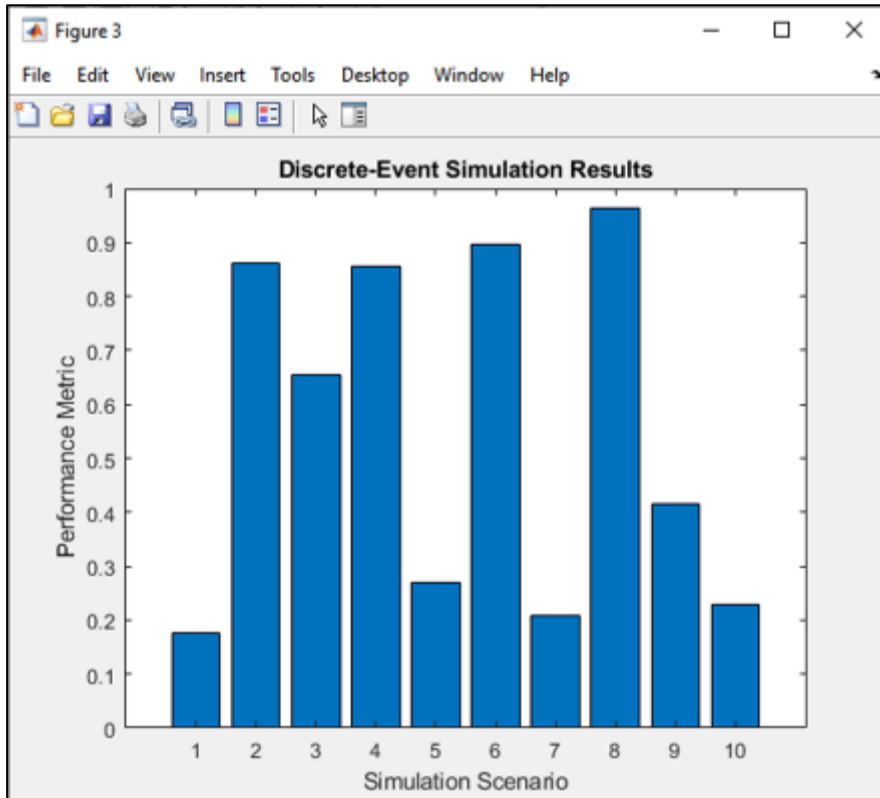 Figure 3
File Edit View Insert Tools Desktop Window Help
Discrete-Event Simulation Results
1
0.9
0.8
0.7
0.6
0.5
0.4
0.3
0.2
0.1
0
Performance Metric
1 2 3 4 5 6 7 8 9 10
Simulation Scenario